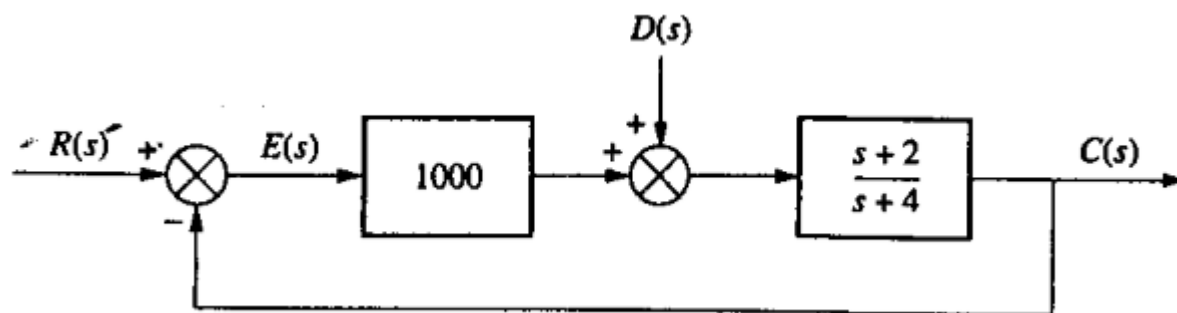 D(s)
R(s) + E(s) 1000 + + s + 2 C(s)
− s + 4